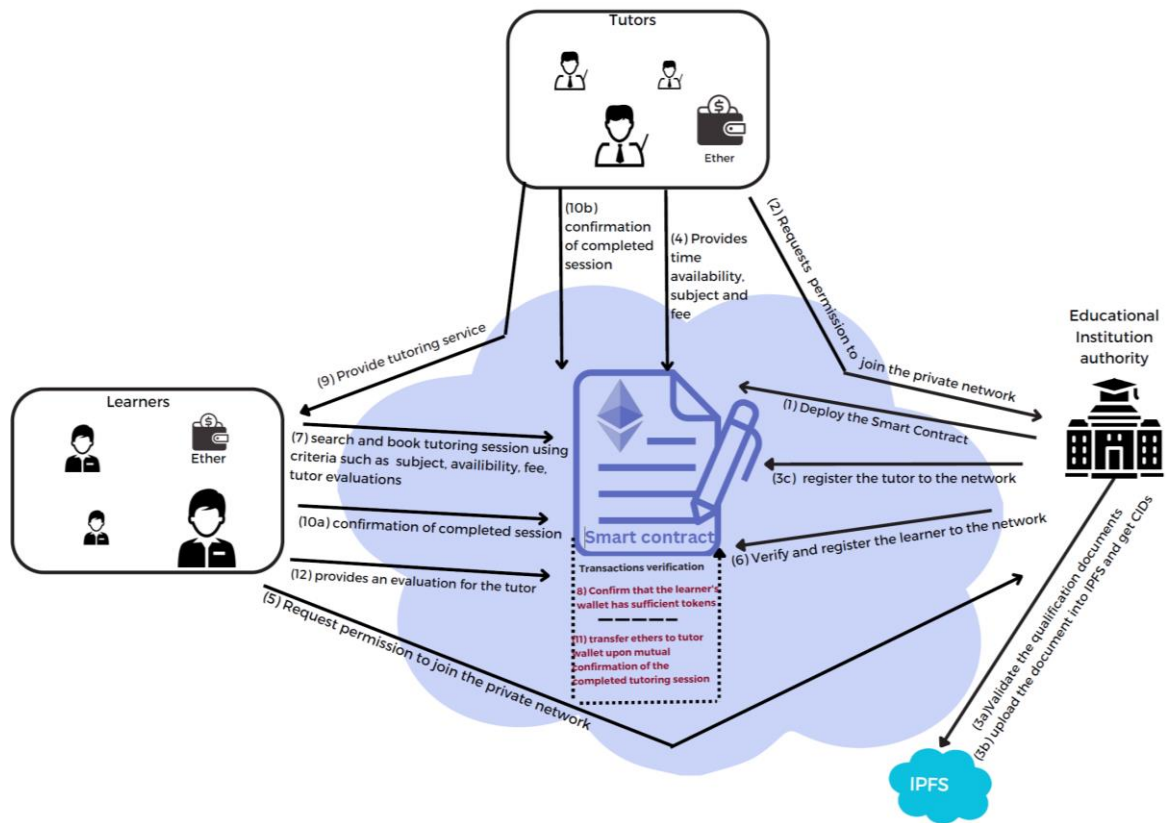 Tutors
Ether
(10b)
confirmation
of completed
session
(4) Provides
time
availability,
subject and
fee
(2) Requests permission to join the private network
Educational
Institution
authority
(9) Provide tutoring service
(1) Deploy the Smart Contract
Learners
Ether
(7) search and book tutoring session using
criteria such as subject, availibility, fee,
tutor evaluations
(3c) register the tutor to the network
(10a) confirmation of completed session
Smart contract
(6) Verify and register the learner to the network
Transactions verification
(12) provides an evaluation for the tutor
8) Confirm that the learner's
wallet has sufficient tokens
(5) Request permission to join the private network
11) transfer ethers to tutor
wallet upon mutual
confirmation of the
completed tutoring session
(3a)Validate the qualification documents
(3b) upload the document into IPFS and get CIDs
IPFS